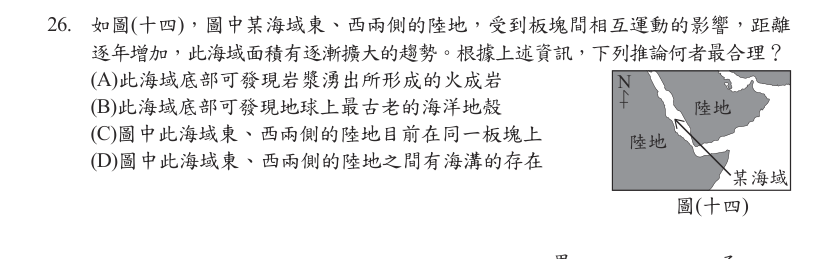 26. 如圖(十四)，圖中某海域東、西兩側的陸地，受到板塊間相互運動的影響，距離
逐年增加，此海域面積有逐漸擴大的趨勢。根據上述資訊，下列推論何者最合理？
(A)此海域底部可發現岩漿湧出所形成的火成岩
(B)此海域底部可發現地球上最古老的海洋地殼
(C)圖中此海域東、西兩側的陸地目前在同一板塊上
(D)圖中此海域東、西兩側的陸地之間有海溝的存在
N
陸地
陸地
某海域
圖(十四)